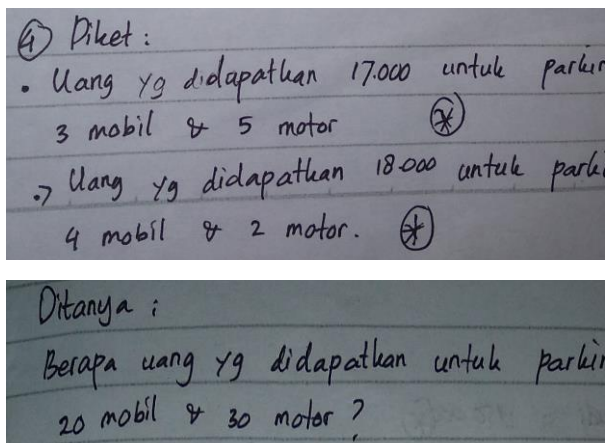 ④ Diket :
• Uang yg didapatkan 17.000 untuk parkir
3 mobil & 5 motor ⊛
•) Uang yg didapatkan 18.000 untuk parki
4 mobil & 2 motor. ⊛
Ditanya :
Berapa uang yg didapatkan untuk parkir
20 mobil & 30 motor ?